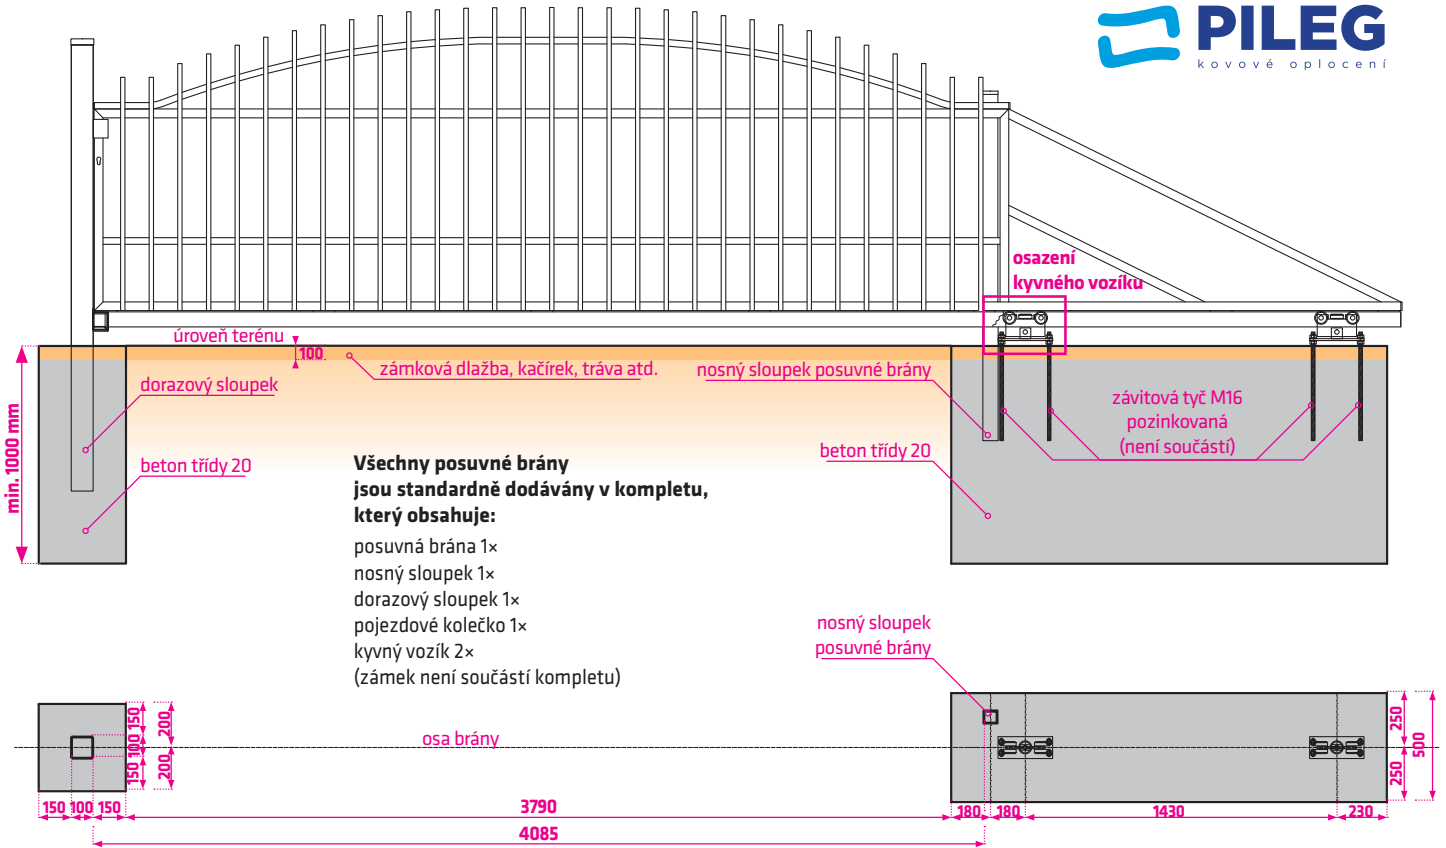 PILEG
kovové oplocení
osazení
kyvného vozíku
úroveň terénu
100
zámková dlažba, kačírek, tráva atd.
nosný sloupek posuvné brány
dorazový sloupek
závitová tyč M16
pozinkovaná
(není součástí)
min. 1000 mm
beton třídy 20
beton třídy 20
Všechny posuvné brány
jsou standardně dodávány v kompletu,
který obsahuje:
posuvná brána 1×
nosný sloupek 1×
dorazový sloupek 1×
pojezdové kolečko 1×
kyvný vozík 2×
(zámek není součástí kompletu)
nosný sloupek
posuvné brány
150
100
150
200
200
osa brány
250
250
500
150 100 150
3790
180 180
1430
230
4085